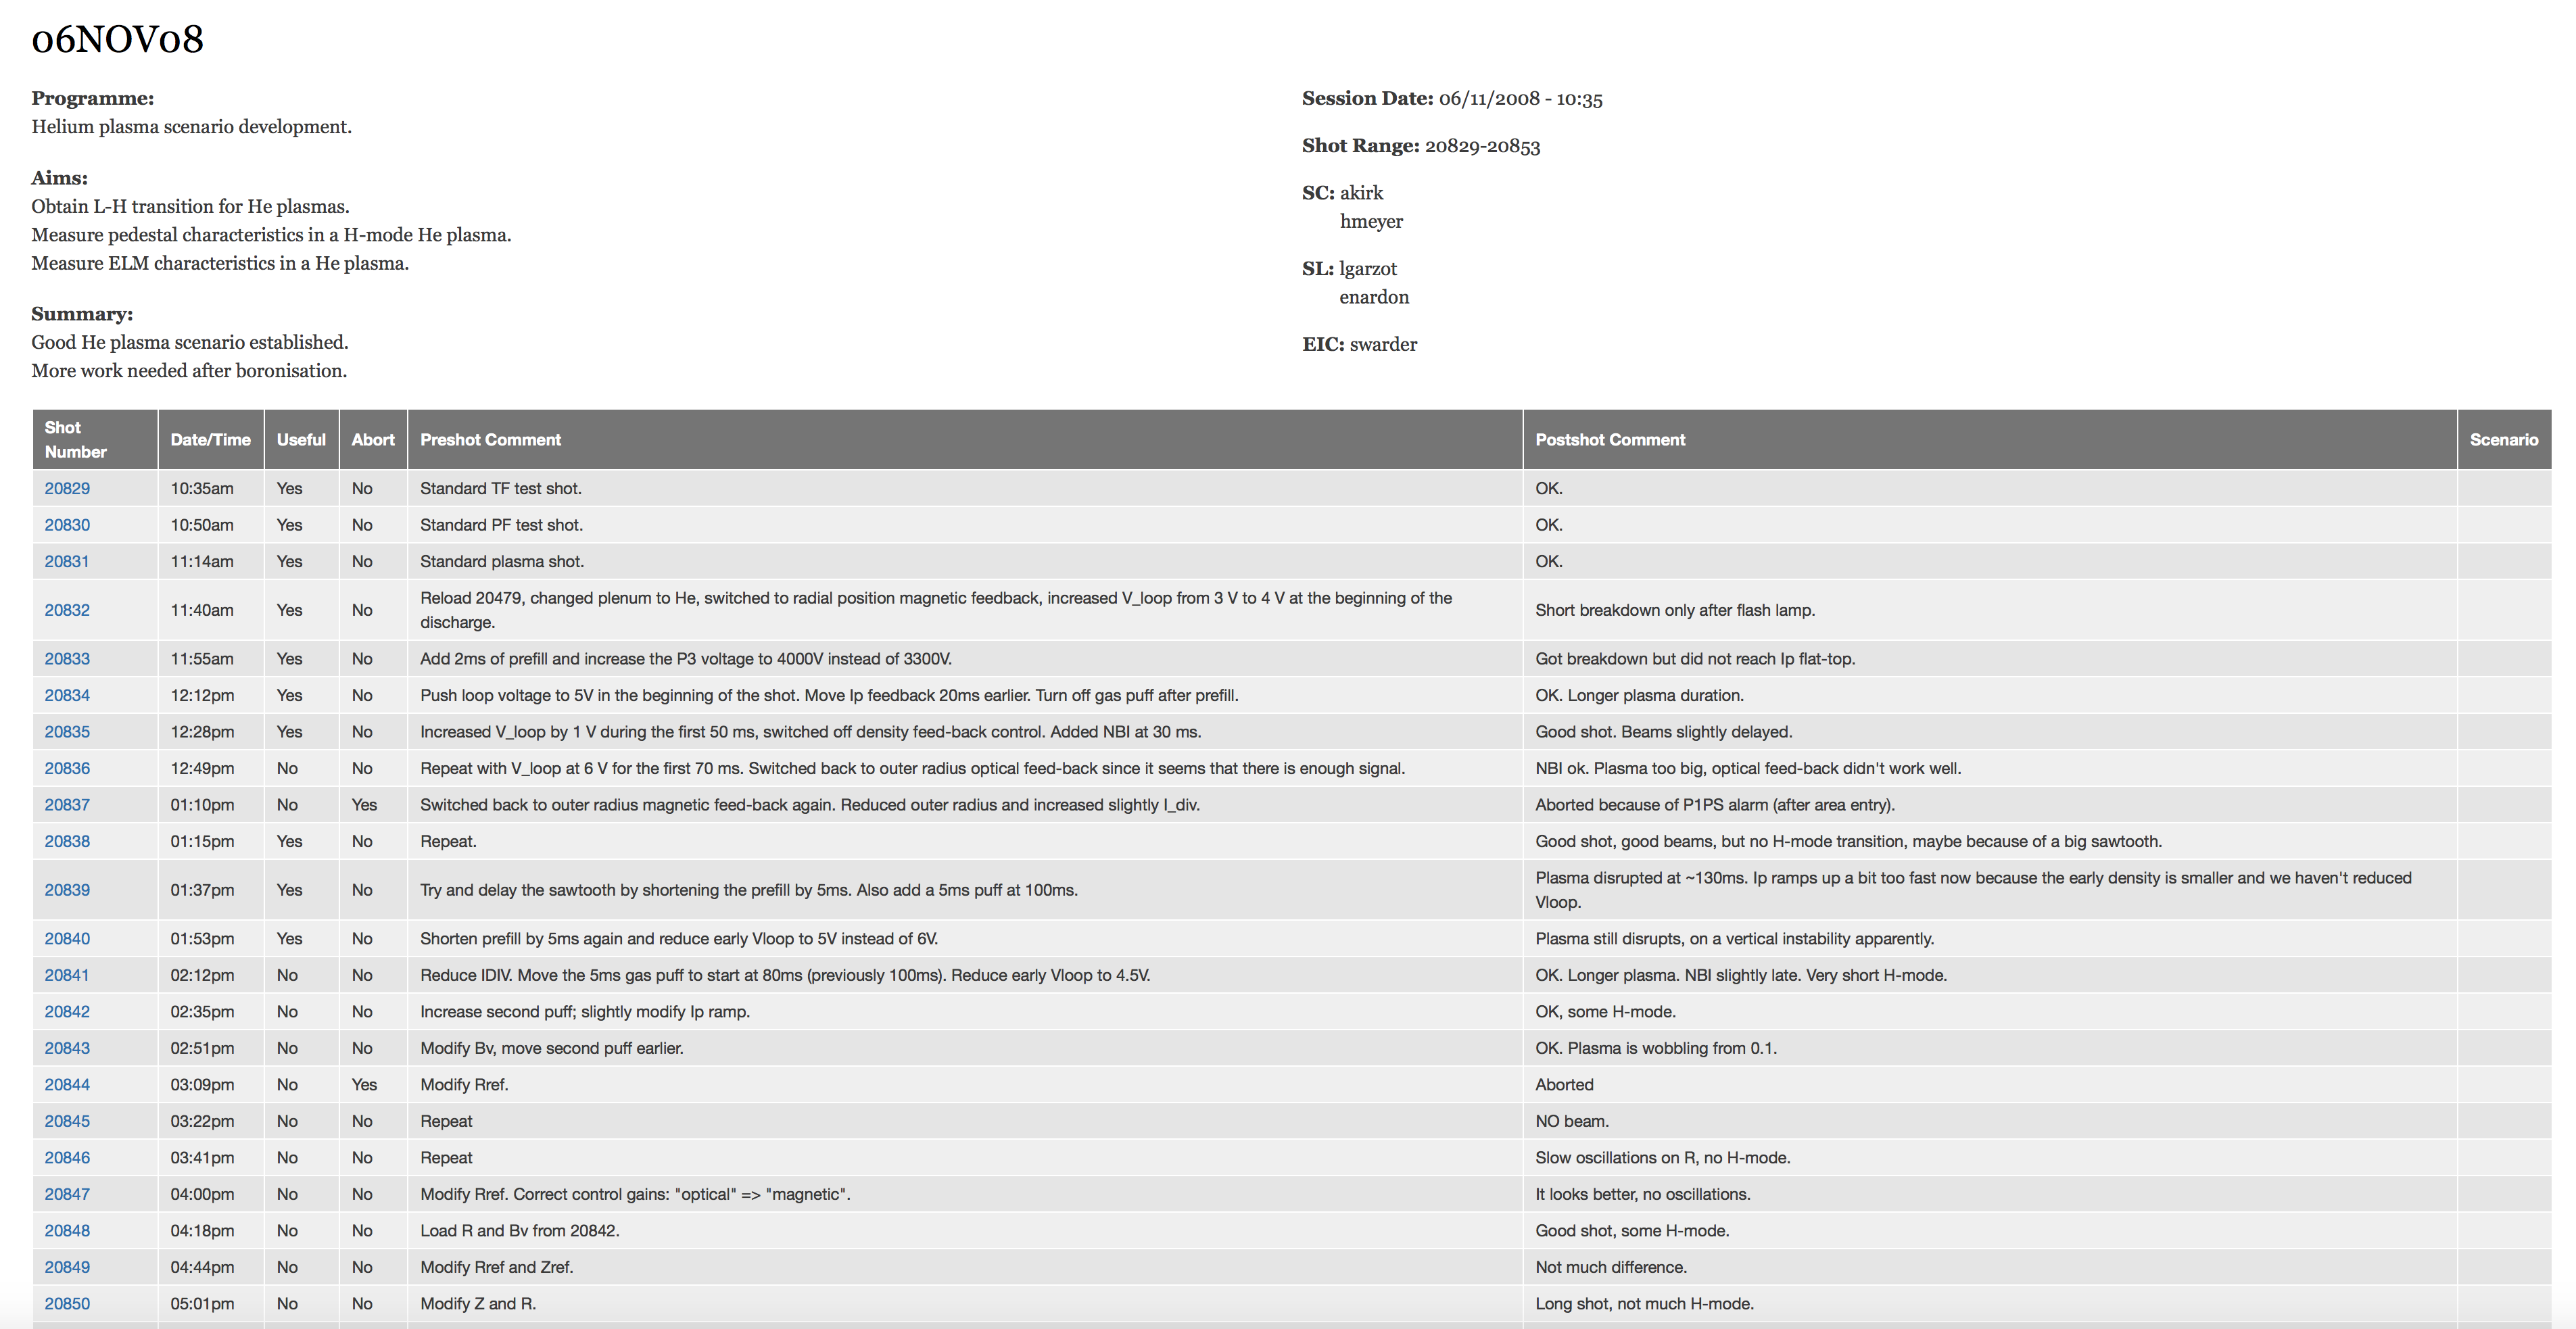 06NOV08
Programme:
Helium plasma scenario development.
Aims:
Obtain L-H transition for He plasmas.
Measure pedestal characteristics in a H-mode He plasma.
Measure ELM characteristics in a He plasma.
Summary:
Good He plasma scenario established.
More work needed after boronisation.
Session Date: 06/11/2008 - 10:35
Shot Range: 20829-20853
SC: akirk
hmeyer
SL: lgarzot
enardon
EIC: swarder
Shot Number Date/Time Useful Abort Preshot Comment Postshot Comment Scenario
20829 10:35am Yes No Standard TF test shot. OK.
20830 10:50am Yes No Standard PF test shot. OK.
20831 11:14am Yes No Standard plasma shot. OK.
20832 11:40am Yes No Reload 20479, changed plenum to He, switched to radial position magnetic feedback, increased V_loop from 3 V to 4 V at the beginning of the discharge. Short breakdown only after flash lamp.
20833 11:55am Yes No Add 2ms of prefill and increase the P3 voltage to 4000V instead of 3300V. Got breakdown but did not reach Ip flat-top.
20834 12:12pm Yes No Push loop voltage to 5V in the beginning of the shot. Move Ip feedback 20ms earlier. Turn off gas puff after prefill. OK. Longer plasma duration.
20835 12:28pm Yes No Increased V_loop by 1 V during the first 50 ms, switched off density feed-back control. Added NBI at 30 ms. Good shot. Beams slightly delayed.
20836 12:49pm No No Repeat with V_loop at 6 V for the first 70 ms. Switched back to outer radius optical feed-back since it seems that there is enough signal. NBI ok. Plasma too big, optical feed-back didn't work well.
20837 01:10pm No Yes Switched back to outer radius magnetic feed-back again. Reduced outer radius and increased slightly I_div. Aborted because of P1PS alarm (after area entry).
20838 01:15pm Yes No Repeat. Good shot, good beams, but no H-mode transition, maybe because of a big sawtooth.
20839 01:37pm Yes No Try and delay the sawtooth by shortening the prefill by 5ms. Also add a 5ms puff at 100ms. Plasma disrupted at ~130ms. Ip ramps up a bit too fast now because the early density is smaller and we haven't reduced Vloop.
20840 01:53pm Yes No Shorten prefill by 5ms again and reduce early Vloop to 5V instead of 6V. Plasma still disrupts, on a vertical instability apparently.
20841 02:12pm No No Reduce IDIV. Move the 5ms gas puff to start at 80ms (previously 100ms). Reduce early Vloop to 4.5V. OK. Longer plasma. NBI slightly late. Very short H-mode.
20842 02:35pm No No Increase second puff; slightly modify Ip ramp. OK, some H-mode.
20843 02:51pm No No Modify Bv, move second puff earlier. OK. Plasma is wobbling from 0.1.
20844 03:09pm No Yes Modify Rref. Aborted
20845 03:22pm No No Repeat NO beam.
20846 03:41pm No No Repeat Slow oscillations on R, no H-mode.
20847 04:00pm No No Modify Rref. Correct control gains: "optical" => "magnetic". It looks better, no oscillations.
20848 04:18pm No No Load R and Bv from 20842. Good shot, some H-mode.
20849 04:44pm No No Modify Rref and Zref. Not much difference.
20850 05:01pm No No Modify Z and R. Long shot, not much H-mode.